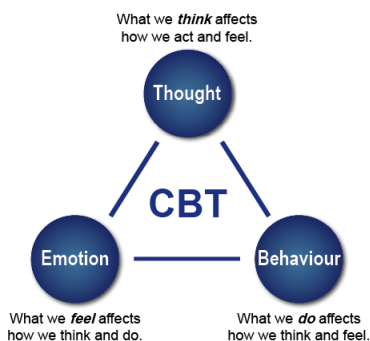 What we think affects
how we act and feel.
Thought
CBT
Emotion
Behaviour
What we feel affects
how we think and do.
What we do affects
how we think and feel.